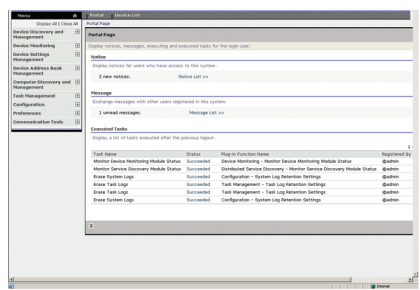 Menu
Display All | Close All
Device Discovery and Management
Device Monitoring
Device Settings Management
Device Address Book Management
Computer Discovery and Management
Task Management
Configuration
Preferences
Communication Tools
Portal Device List
Portal Page
Portal Page
Display notices, messages, executing and executed tasks for the login user.
Notice
Display notices for users who have access to this system.
2 new notices. Notice List >>
Message
Exchange messages with other users registered in this system.
1 unread messages. Message List >>
Executed Tasks
Display a list of tasks executed after the previous logout.
Task Name Status Plug-in Function Name Registered By
Monitor Device Monitoring Module Status Succeeded Device Monitoring - Monitor Device Monitoring Module Status @admin
Monitor Service Discovery Module Status Succeeded Distributed Service Discovery - Monitor Service Discovery Module Status @admin
Erase System Logs Succeeded Configuration - System Log Retention Settings @admin
Erase Task Logs Succeeded Task Management - Task Log Retention Settings @admin
Erase Task Logs Succeeded Task Management - Task Log Retention Settings @admin
Erase System Logs Succeeded Configuration - System Log Retention Settings @admin
Internet